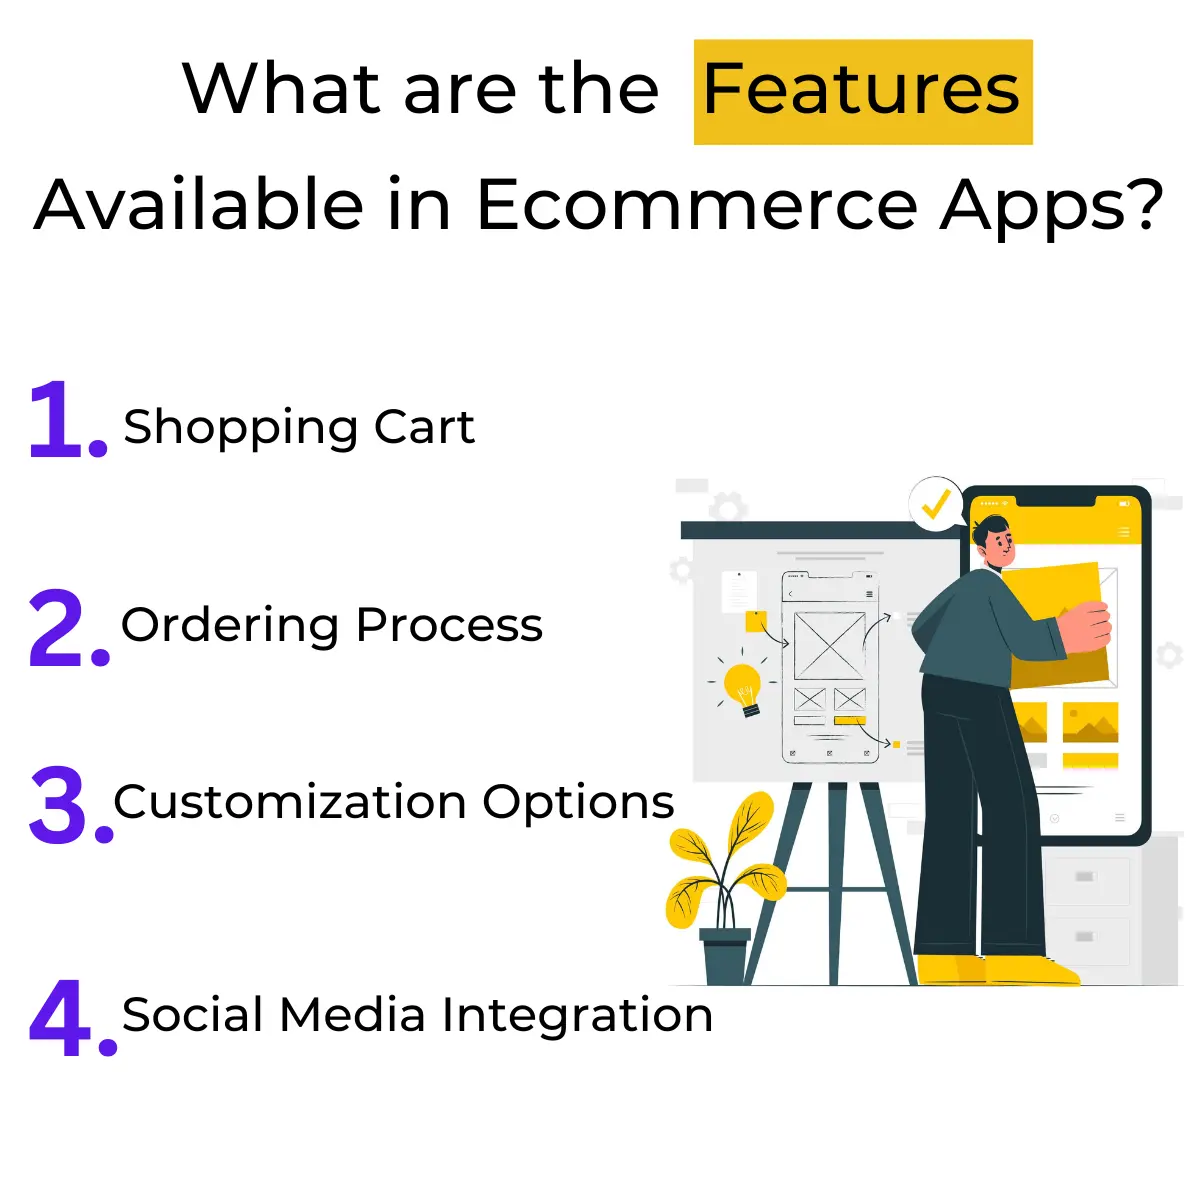 What are the Features
Available in Ecommerce Apps?
1. Shopping Cart
2. Ordering Process
3. Customization Options
4. Social Media Integration